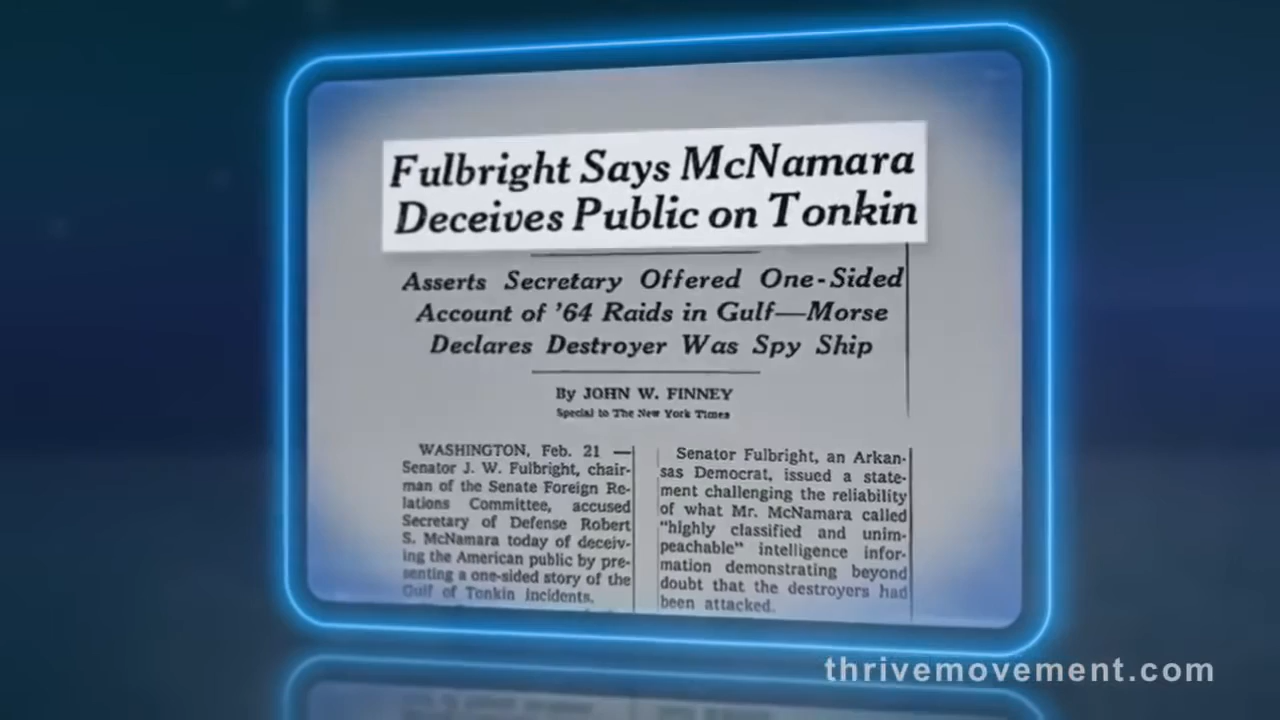 Fulbright Says McNamara
Deceives Public on Tonkin
Asserts Secretary Offered One-Sided
Account of '64 Raids in Gulf—Morse
Declares Destroyer Was Spy Ship
By JOHN W. FINNEY
Special to The New York Times
WASHINGTON, Feb. 21 —
Senator J. W. Fulbright, chair-
man of the Senate Foreign Re-
lations Committee, accused
Secretary of Defense Robert
S. McNamara today of deceiv-
ing the American public by pre-
senting a one-sided story of the
Gulf of Tonkin incidents.
Senator Fulbright, an Arkan-
sas Democrat, issued a state-
ment challenging the reliability
of what Mr. McNamara called
"highly classified and unim-
peachable" intelligence infor-
mation demonstrating beyond
doubt that the destroyers had
been attacked.
thrivemovement.com